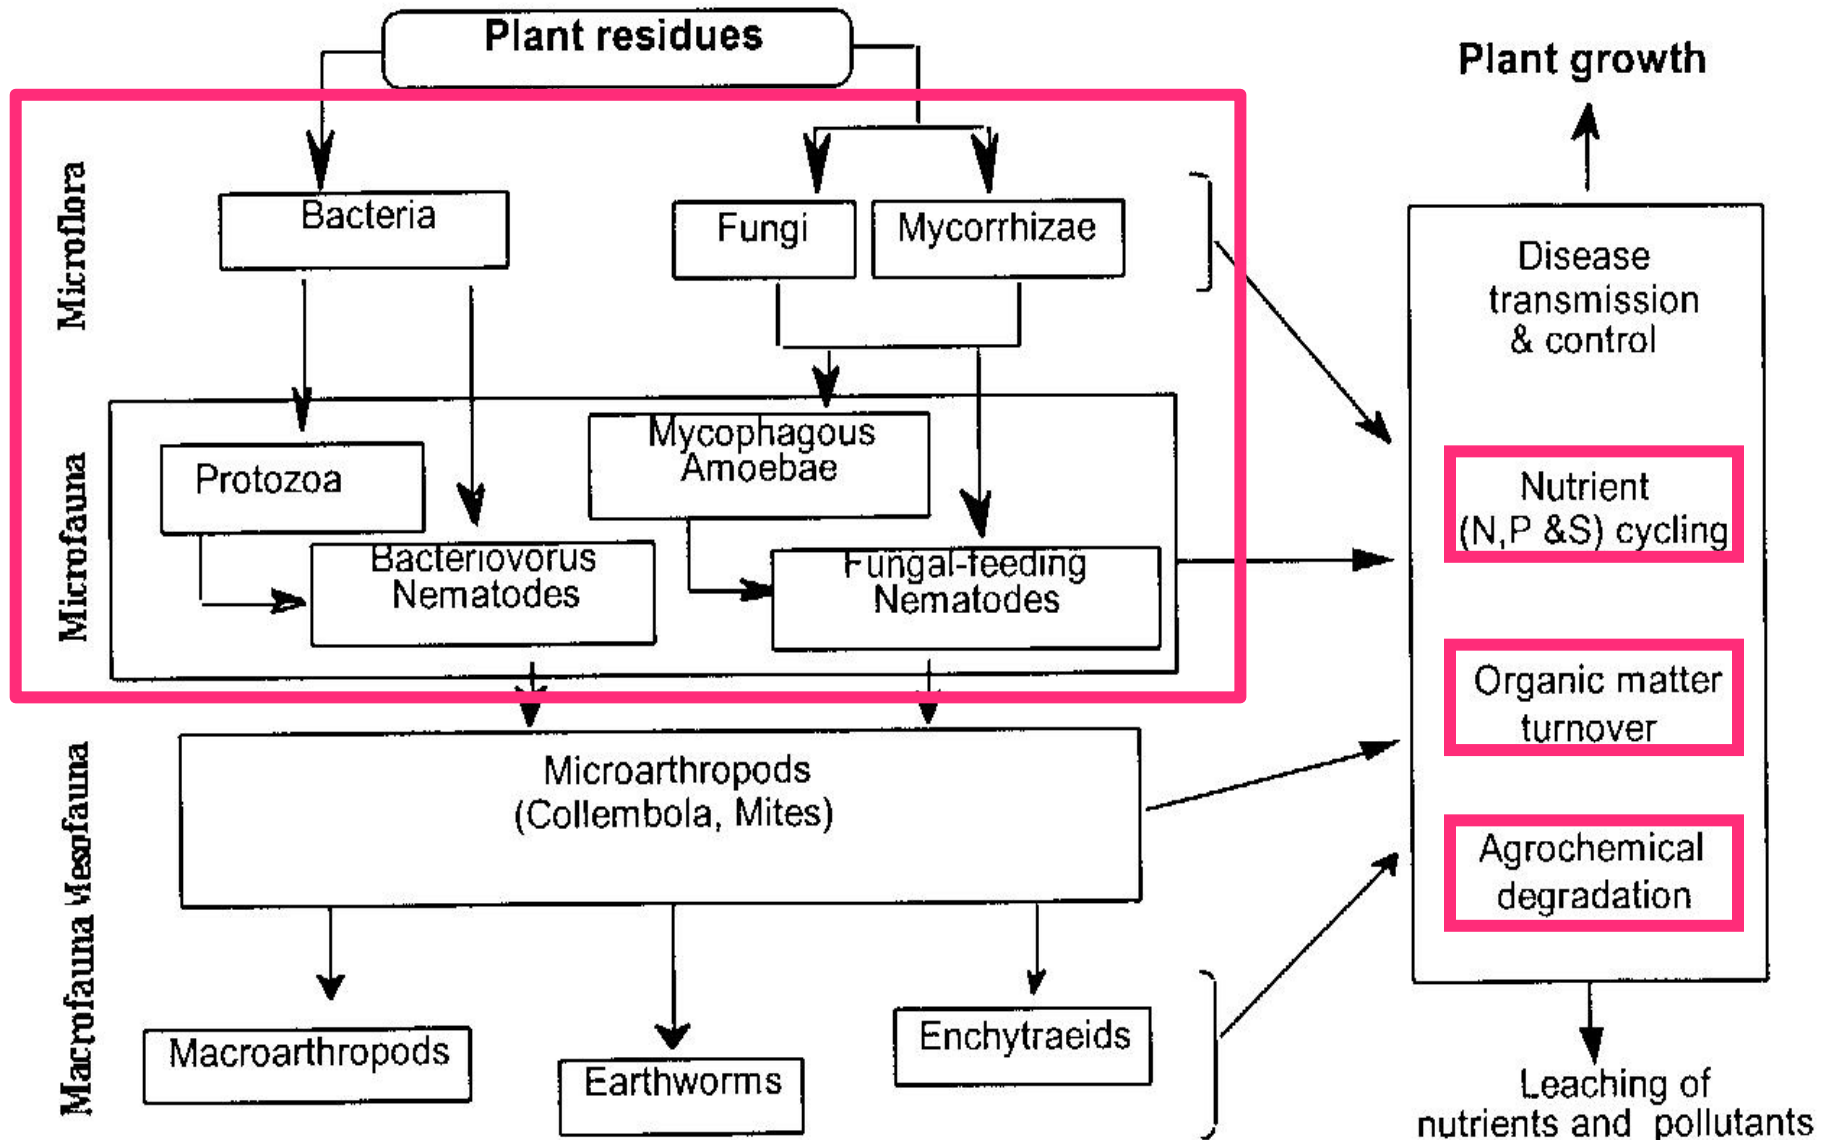 Plant residues
Plant growth
Microflora
Bacteria
Fungi
Mycorrhizae
Disease
transmission
& control
Microfauna
Protozoa
Mycophagous
Amoebae
Bacteriovorus
Nematodes
Fungal-feeding
Nematodes
Nutrient
(N,P &S) cycling
Organic matter
turnover
Mesofauna
Microarthropods
(Collembola, Mites)
Agrochemical
degradation
Macrofauna
Macroarthropods
Earthworms
Enchytraeids
Leaching of
nutrients and pollutants